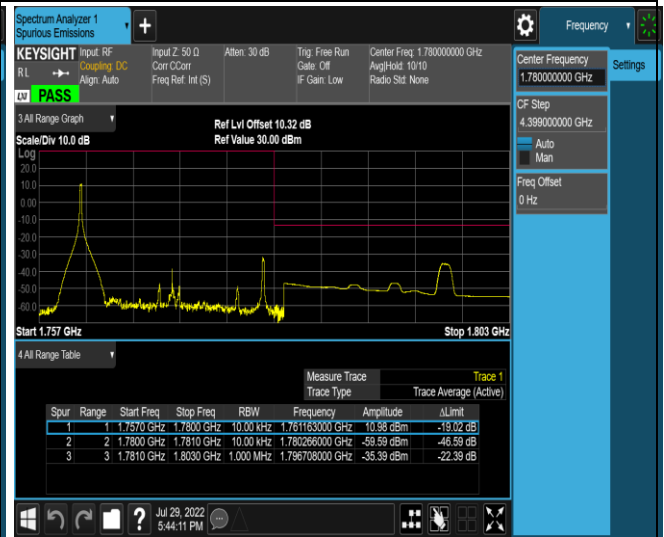 Spectrum Analyzer 1
Spurious Emissions
+
Frequency
KEYSIGHT
R L
LXI
PASS
Input: RF
Coupling: DC
Align: Auto
Input Z: 50 Ω
Corr CCorr
Freq Ref: Int (S)
Atten: 30 dB
Trig: Free Run
Gate: Off
IF Gain: Low
Center Freq: 1.780000000 GHz
Avg|Hold: 10/10
Radio Std: None
Center Frequency
1.780000000 GHz
Settings
CF Step
4.399000000 GHz
Auto
Man
Freq Offset
0 Hz
3 All Range Graph
Scale/Div 10.0 dB
Ref Lvl Offset 10.32 dB
Ref Value 30.00 dBm
Log
20.0
10.0
0.00
-10.0
-20.0
-30.0
-40.0
-50.0
-60.0
Start 1.757 GHz
Stop 1.803 GHz
4 All Range Table
Measure Trace Trace 1
Trace Type Trace Average (Active)
Spur Range Start Freq Stop Freq RBW Frequency Amplitude ΔLimit
1 1 1.7570 GHz 1.7800 GHz 10.00 kHz 1.761163000 GHz 10.98 dBm -19.02 dB
2 2 1.7800 GHz 1.7810 GHz 10.00 kHz 1.780266000 GHz -59.59 dBm -46.59 dB
3 3 1.7810 GHz 1.8030 GHz 1.000 MHz 1.796708000 GHz -35.39 dBm -22.39 dB
?
Jul 29, 2022
5:44:11 PM